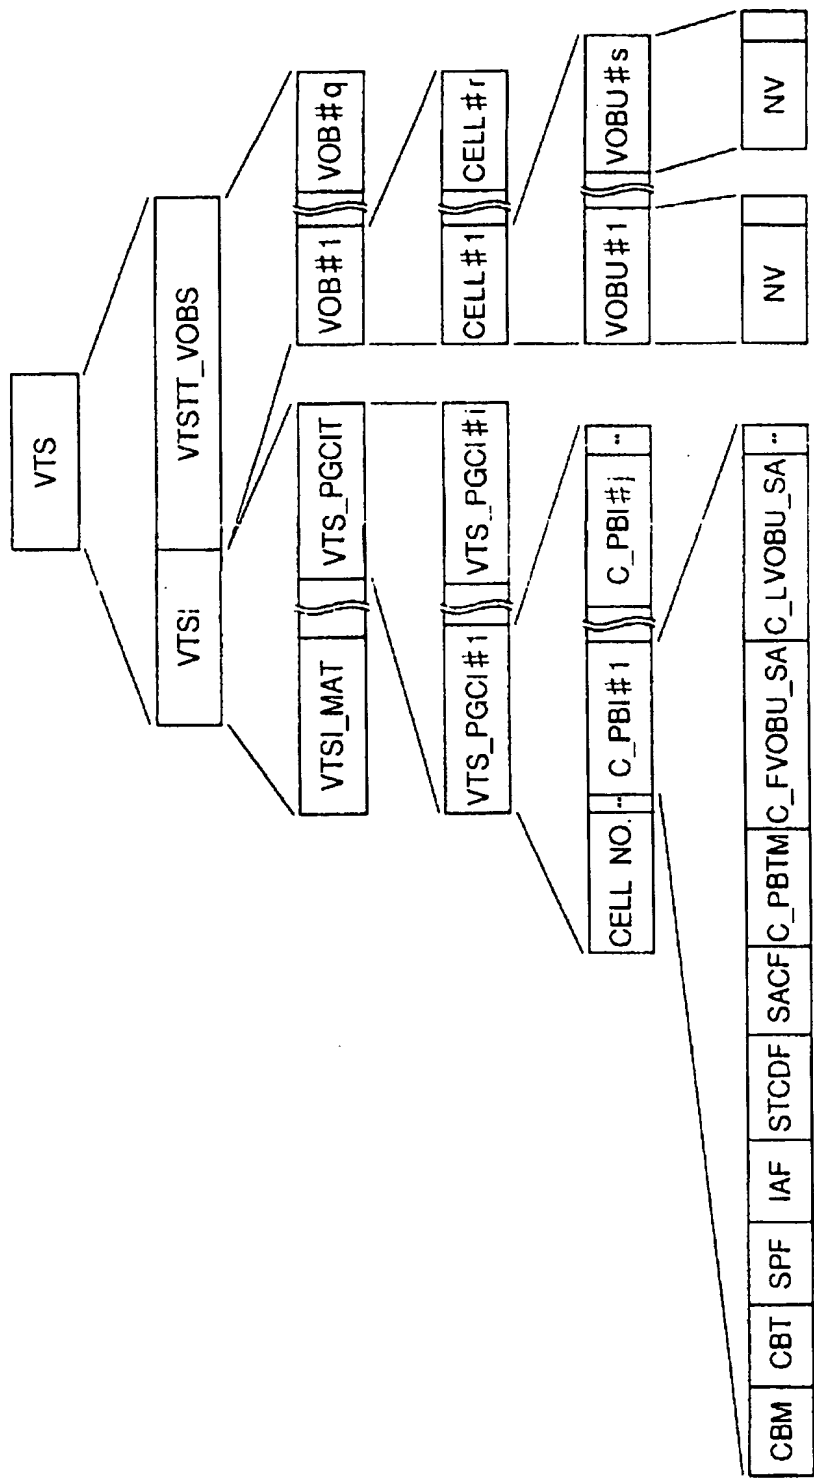 VTS
VTSI VTSTT_VOBS
VTSI_MAT VTS_PGCIT VOB#1 VOB#q
VTS_PGCI#1 VTS_PGCI#i CELL#1 CELL#r
CELL NO. ‥ C_PBI#1 C_PBI#j ‥ VOBU#1 VOBU#s
CBM CBT SPF IAF STCDF SACF C_PBTM C_FVOBU_SA C_LVOBU_SA ‥ NV NV